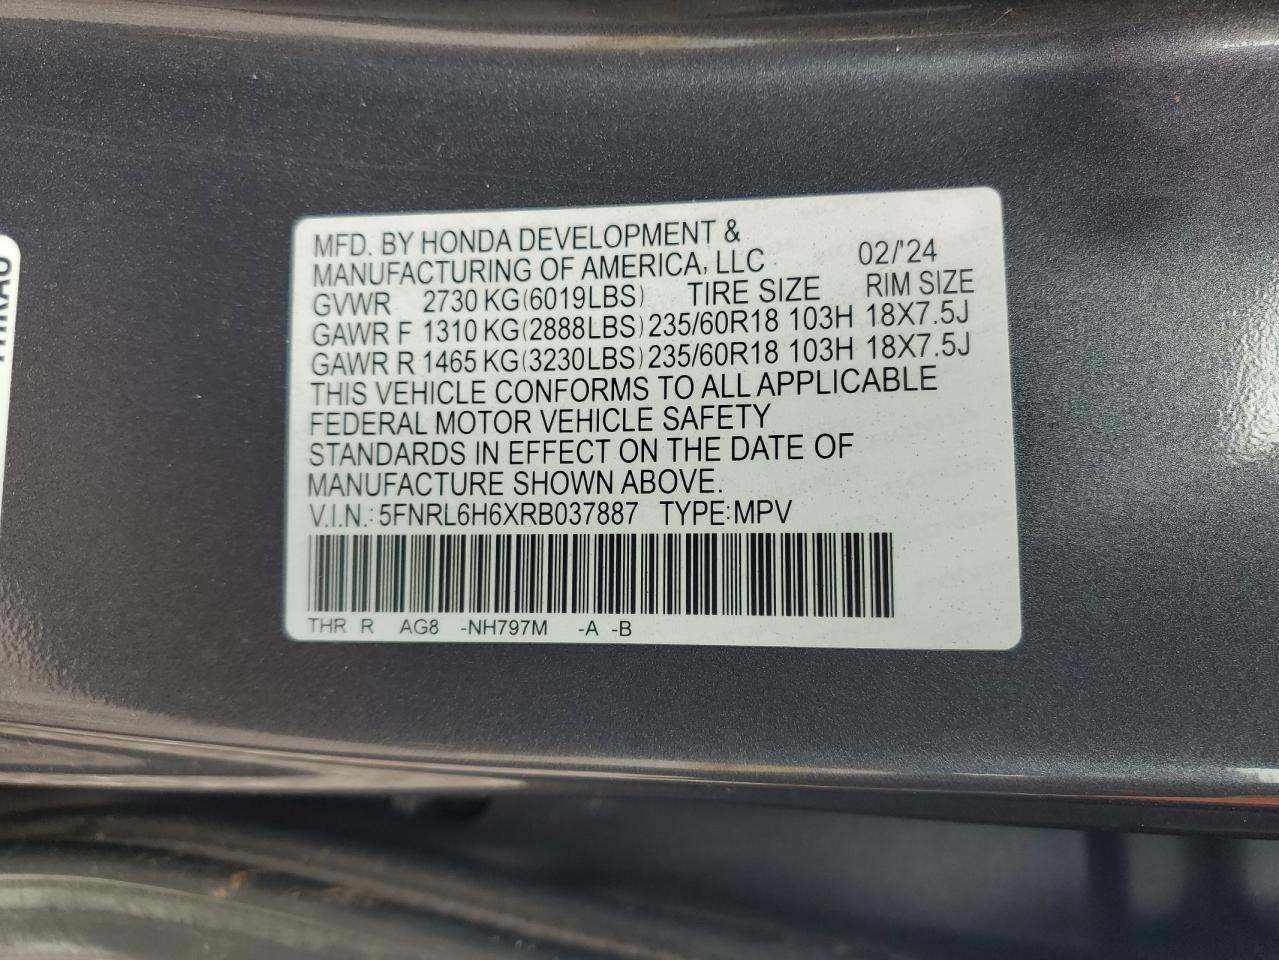 MFD. BY HONDA DEVELOPMENT &
MANUFACTURING OF AMERICA, LLC 02/'24
GVWR 2730 KG(6019LBS) TIRE SIZE RIM SIZE
GAWR F 1310 KG(2888LBS) 235/60R18 103H 18X7.5J
GAWR R 1465 KG(3230LBS) 235/60R18 103H 18X7.5J
THIS VEHICLE CONFORMS TO ALL APPLICABLE
FEDERAL MOTOR VEHICLE SAFETY
STANDARDS IN EFFECT ON THE DATE OF
MANUFACTURE SHOWN ABOVE.
V.I.N.: 5FNRL6H6XRB037887 TYPE:MPV
THR R AG8 -NH797M -A -B